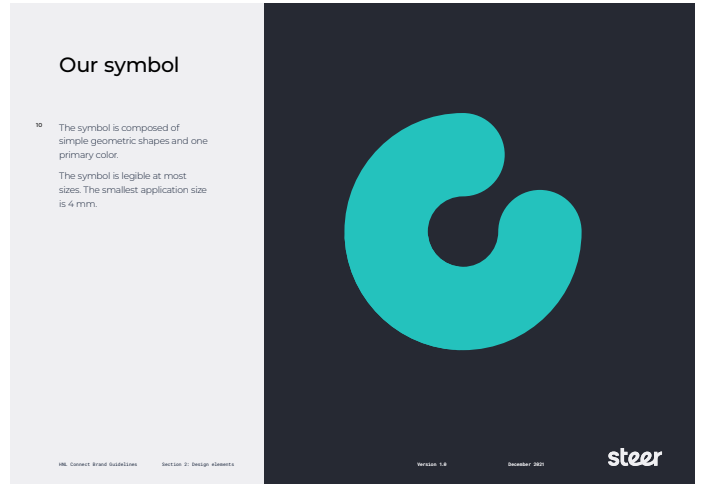 Our symbol
10
The symbol is composed of
simple geometric shapes and one
primary color.
The symbol is legible at most
sizes. The smallest application size
is 4 mm.
HNL Connect Brand Guidelines
Section 2: Design elements
Version 1.0
December 2021
steer